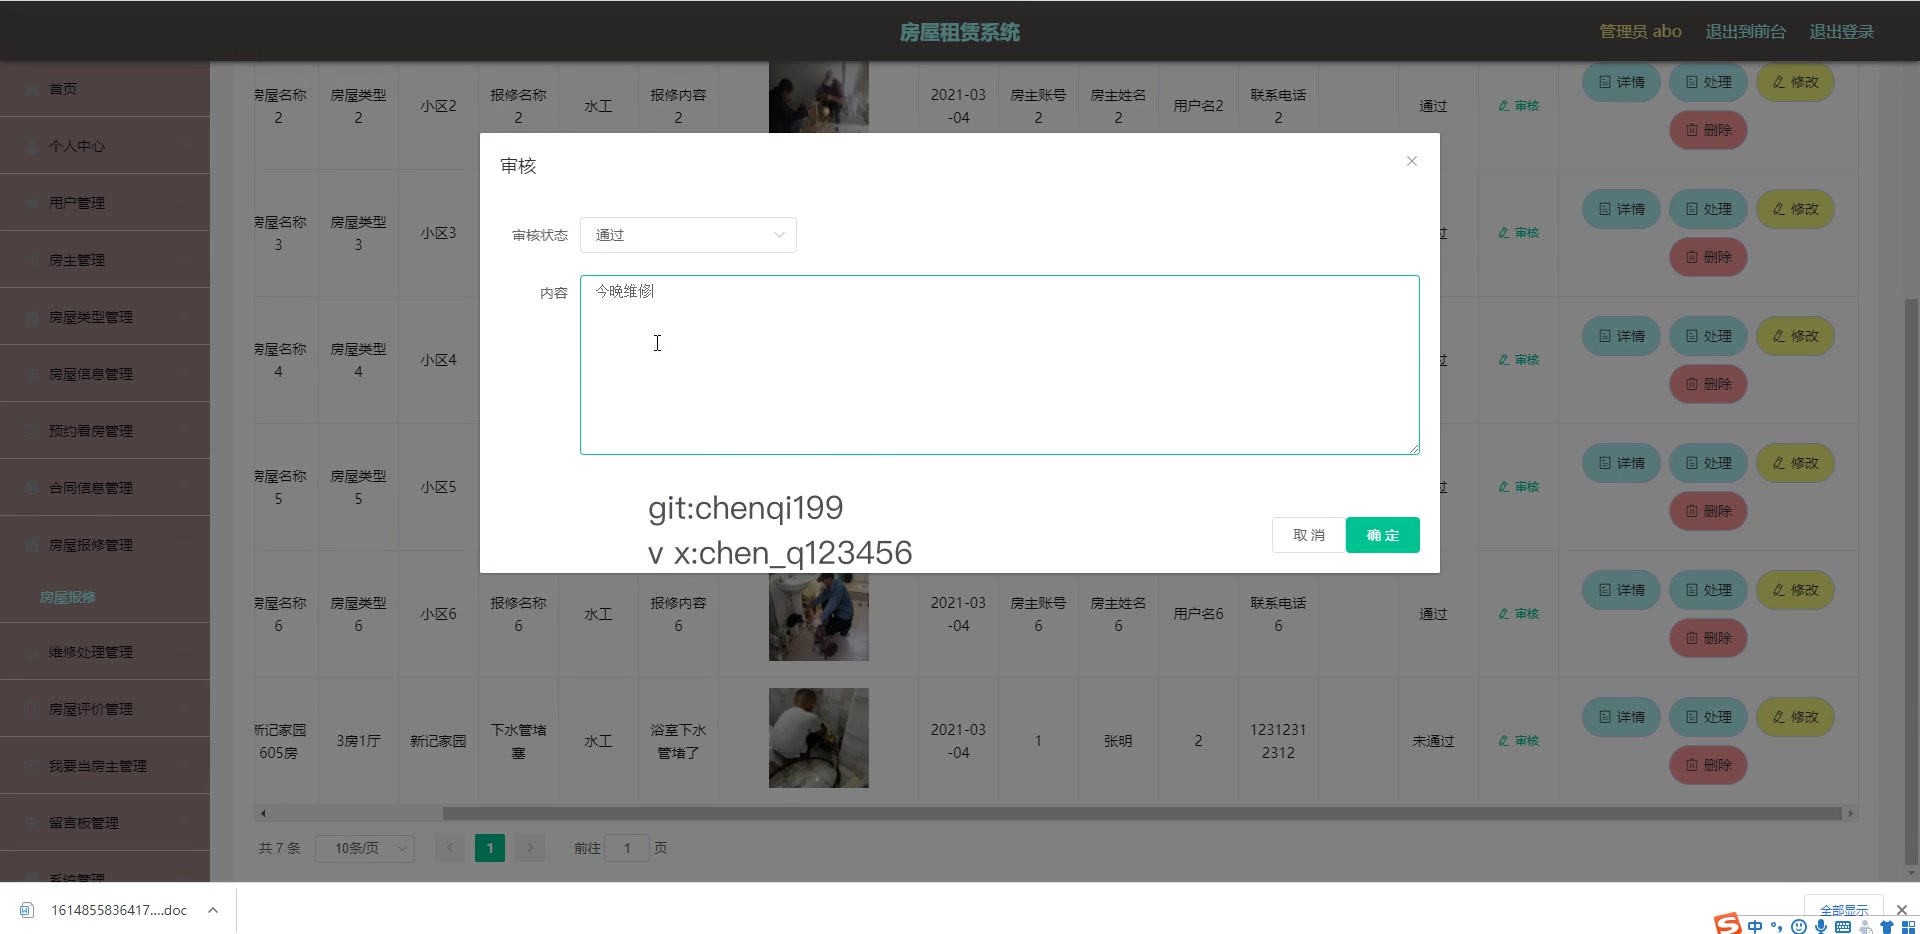 房屋租赁系统
管理员 abo
退出到前台
退出登录
首页
个人中心
用户管理
房主管理
房屋类型管理
房屋信息管理
预约看房管理
合同信息管理
房屋报修管理
房屋报修
维修处理管理
房屋评价管理
我要当房主管理
留言板管理
系统管理
房屋名称
2
房屋类型
2
小区2
报修名称
2
水工
报修内容
2
2021-03
-04
房主账号
2
房主姓名
2
用户名2
联系电话
2
通过
审核
详情
处理
修改
删除
房屋名称
3
房屋类型
3
小区3
审核
详情
处理
修改
删除
房屋名称
4
房屋类型
4
小区4
审核
详情
处理
修改
删除
房屋名称
5
房屋类型
5
小区5
审核
详情
处理
修改
删除
审核
审核状态
通过
内容
今晚维修
git:chenqi199
v x:chen_q123456
取消
确定
房屋名称
6
房屋类型
6
小区6
报修名称
6
水工
报修内容
6
2021-03
-04
房主账号
6
房主姓名
6
用户名6
联系电话
6
通过
审核
详情
处理
修改
删除
新记家园
605房
3房1厅
新记家园
下水管堵
塞
水工
浴室下水
管堵了
2021-03
-04
1
张明
2
1231231
2312
未通过
审核
详情
处理
修改
删除
共 7 条
10条/页
1
前往
1
页
1614855836417....doc
全部显示
中